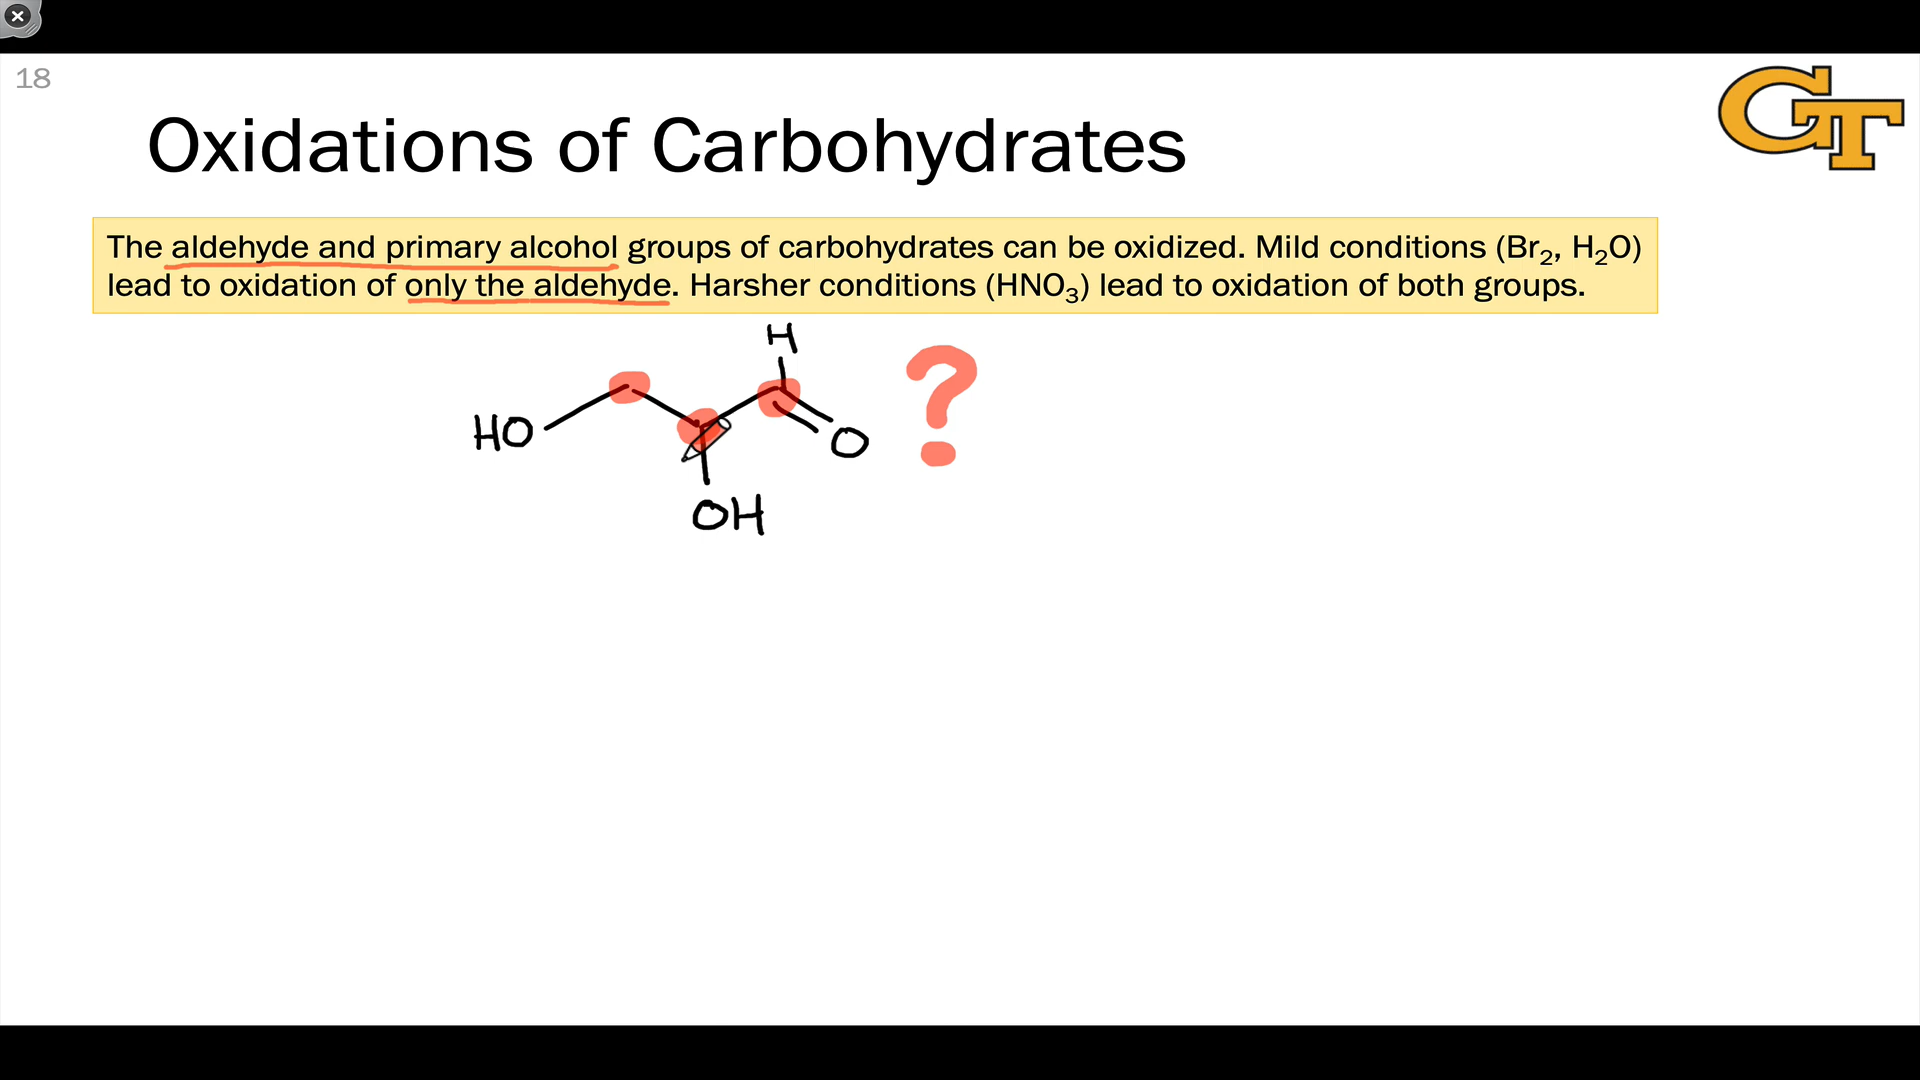 18
GT
Oxidations of Carbohydrates
The aldehyde and primary alcohol groups of carbohydrates can be oxidized. Mild conditions (Br₂, H₂O)
lead to oxidation of only the aldehyde. Harsher conditions (HNO₃) lead to oxidation of both groups.
H
?
HO
O
OH